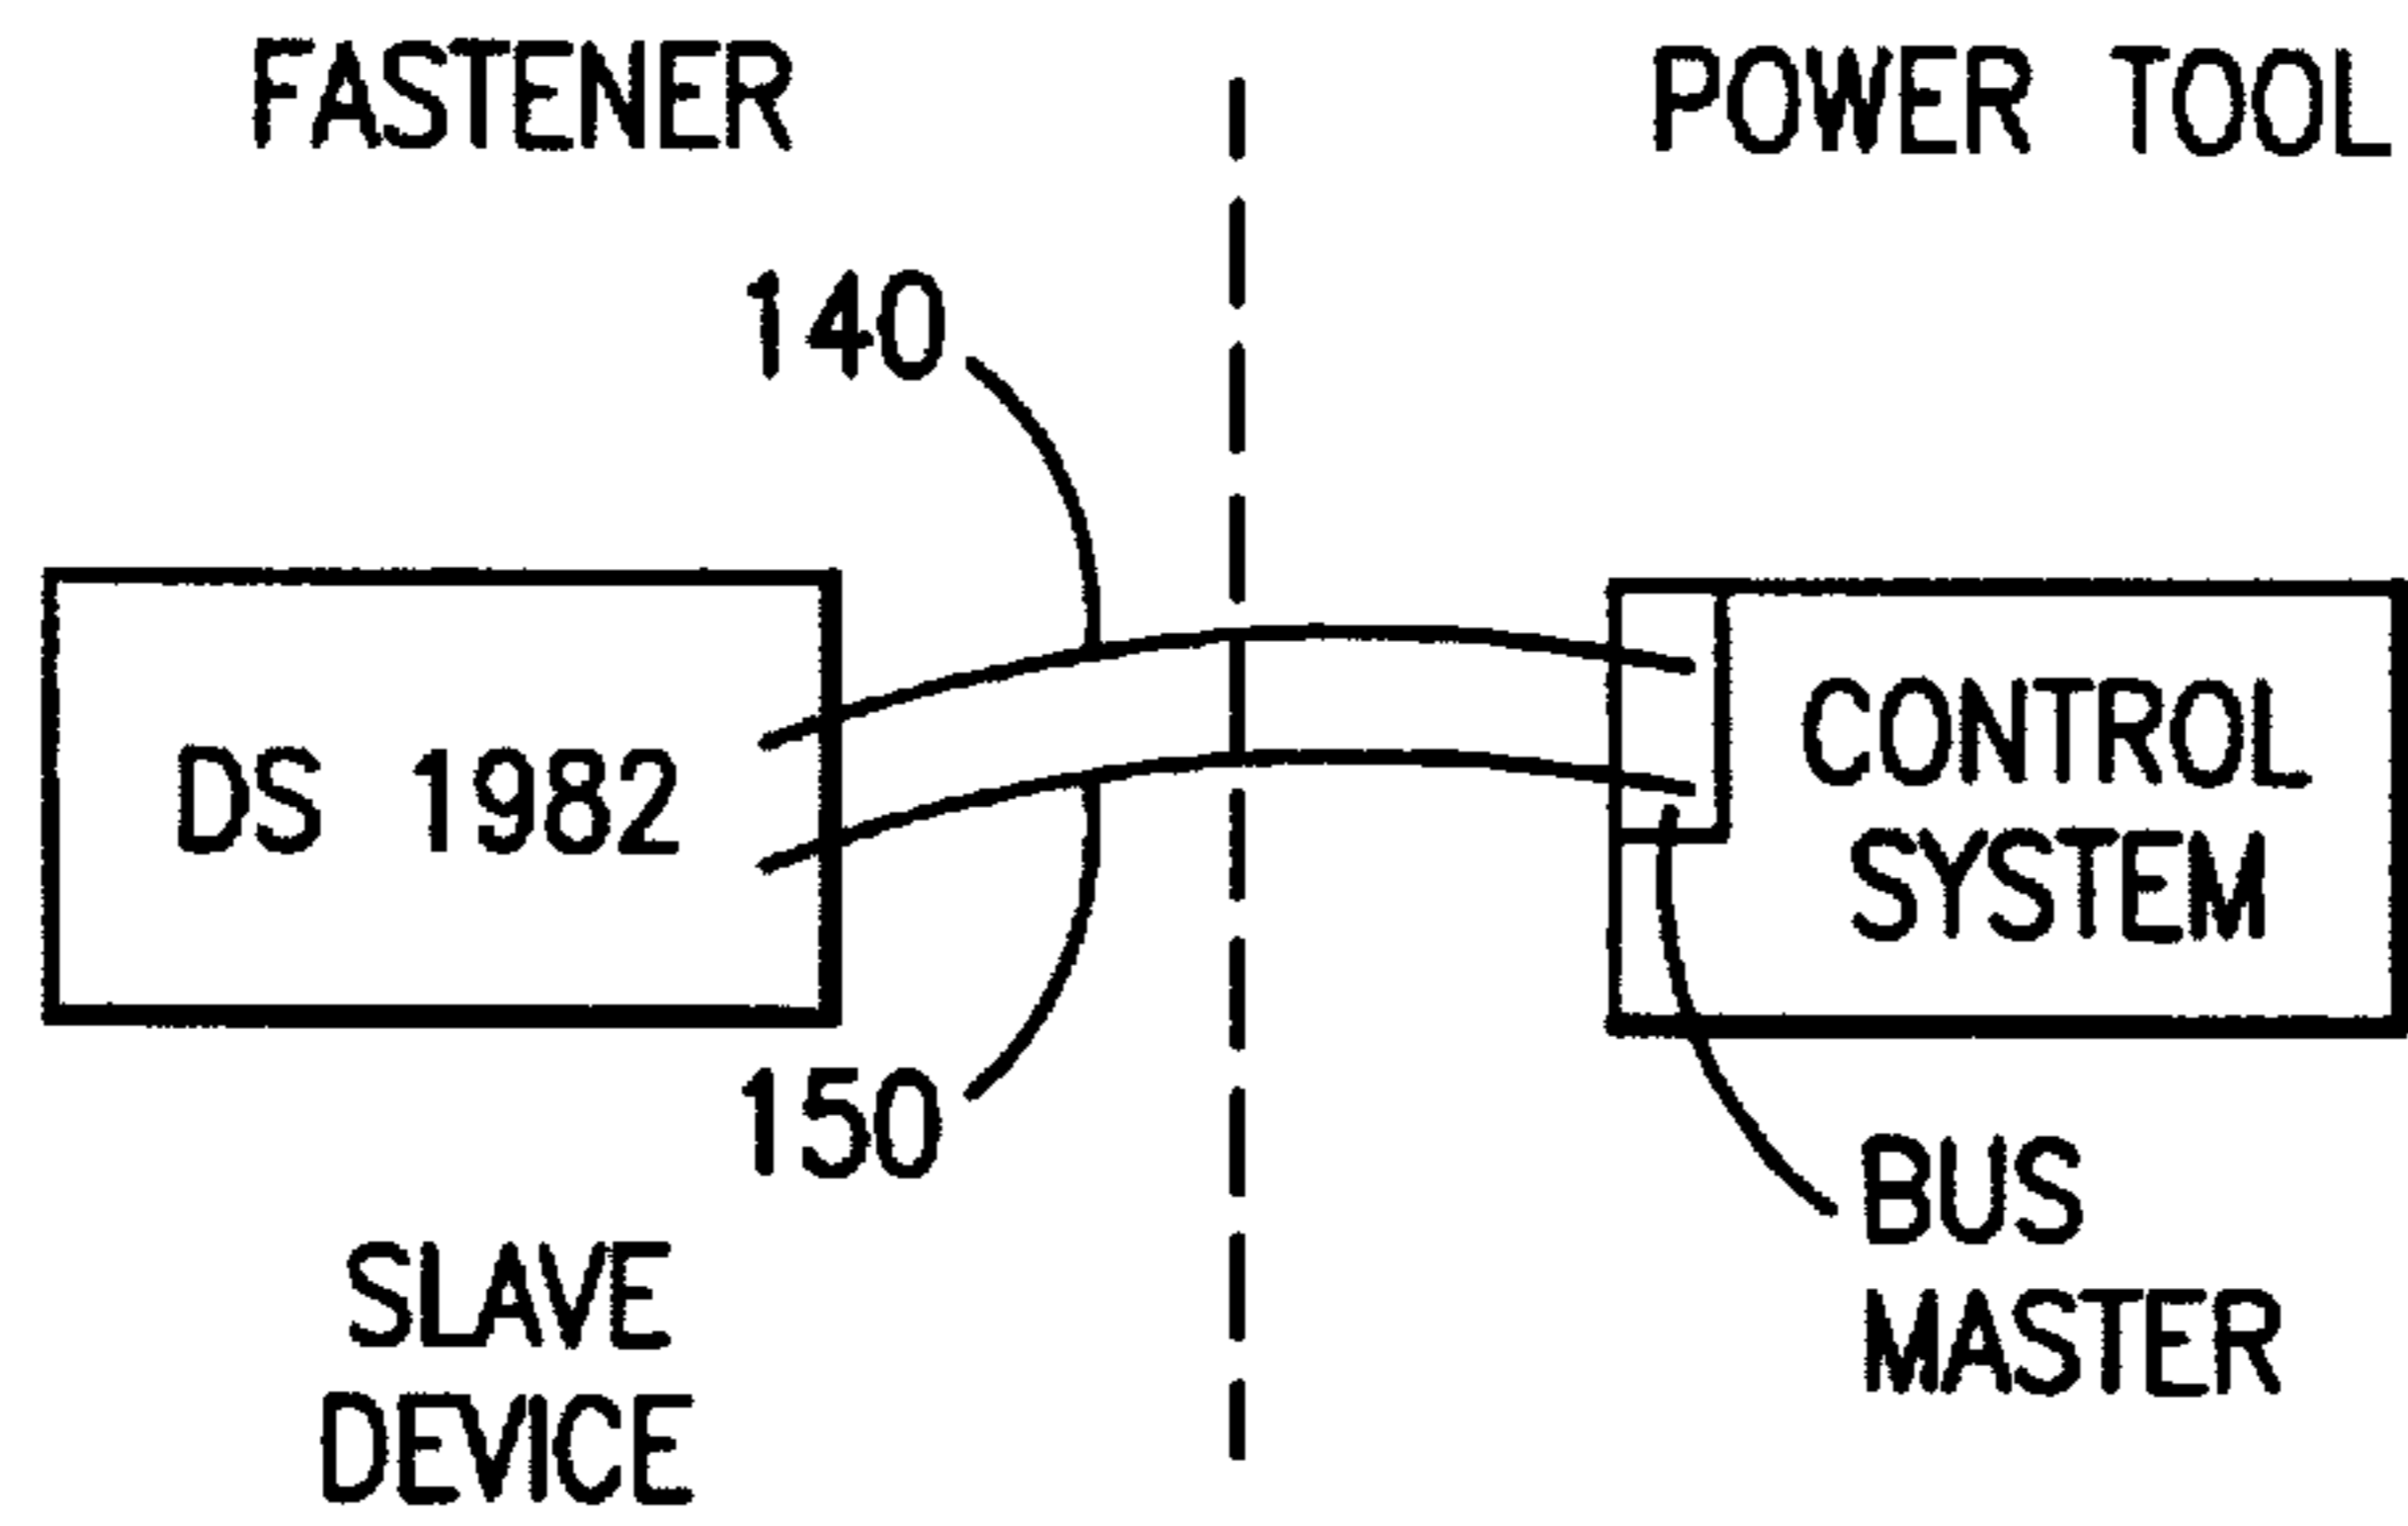 FASTENER
POWER TOOL
140
DS 1982
CONTROL
SYSTEM
150
BUS
MASTER
SLAVE
DEVICE